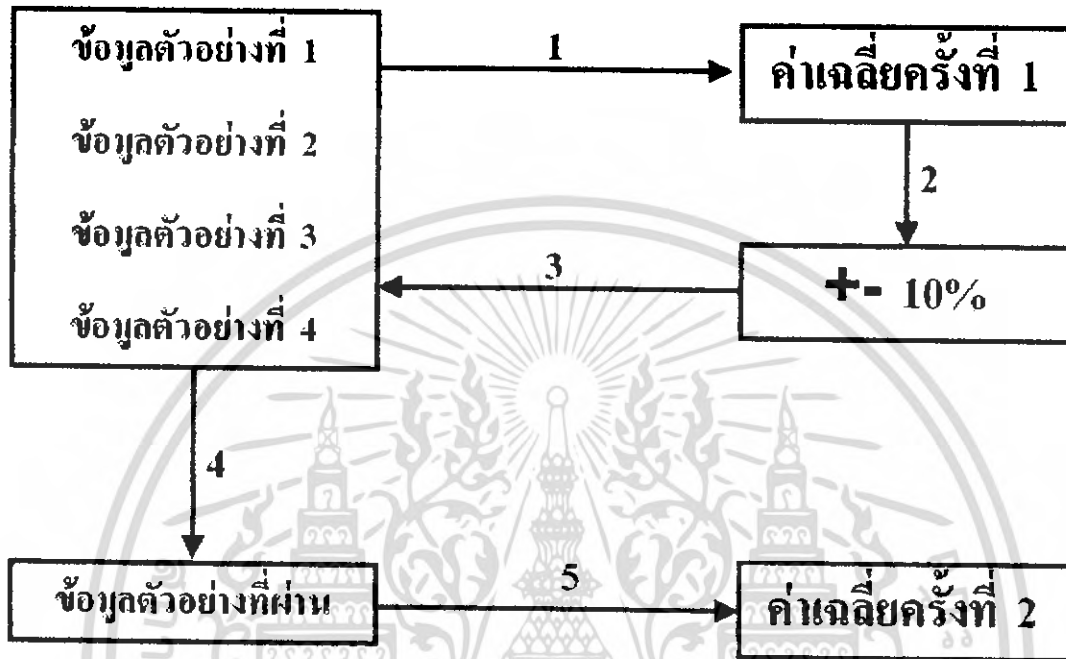 ข้อมูลตัวอย่างที่ 1
1
ค่าเฉลี่ยครั้งที่ 1
ข้อมูลตัวอย่างที่ 2
2
ข้อมูลตัวอย่างที่ 3
3
+- 10%
ข้อมูลตัวอย่างที่ 4
4
ข้อมูลตัวอย่างที่ผ่าน
5
ค่าเฉลี่ยครั้งที่ 2